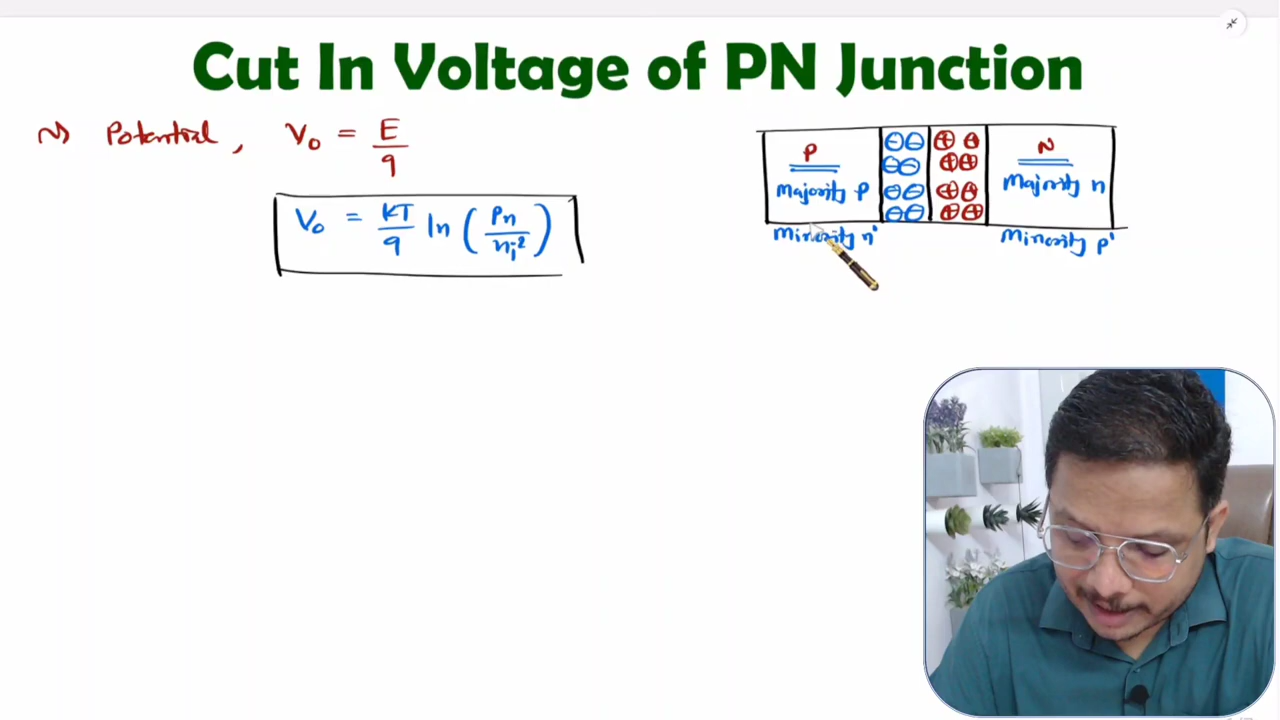 Cut In Voltage of PN Junction
Potential, V₀ = E/q
V₀ = KT/q ln (Pn/nᵢ²)
P
Majority p
Minority n'
N
Majority n
Minority p'